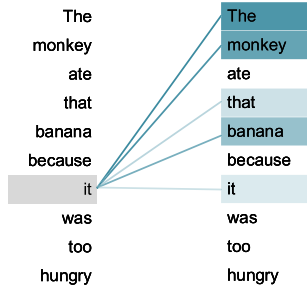 The The
monkey monkey
ate ate
that that
banana banana
because because
it it
was was
too too
hungry hungry